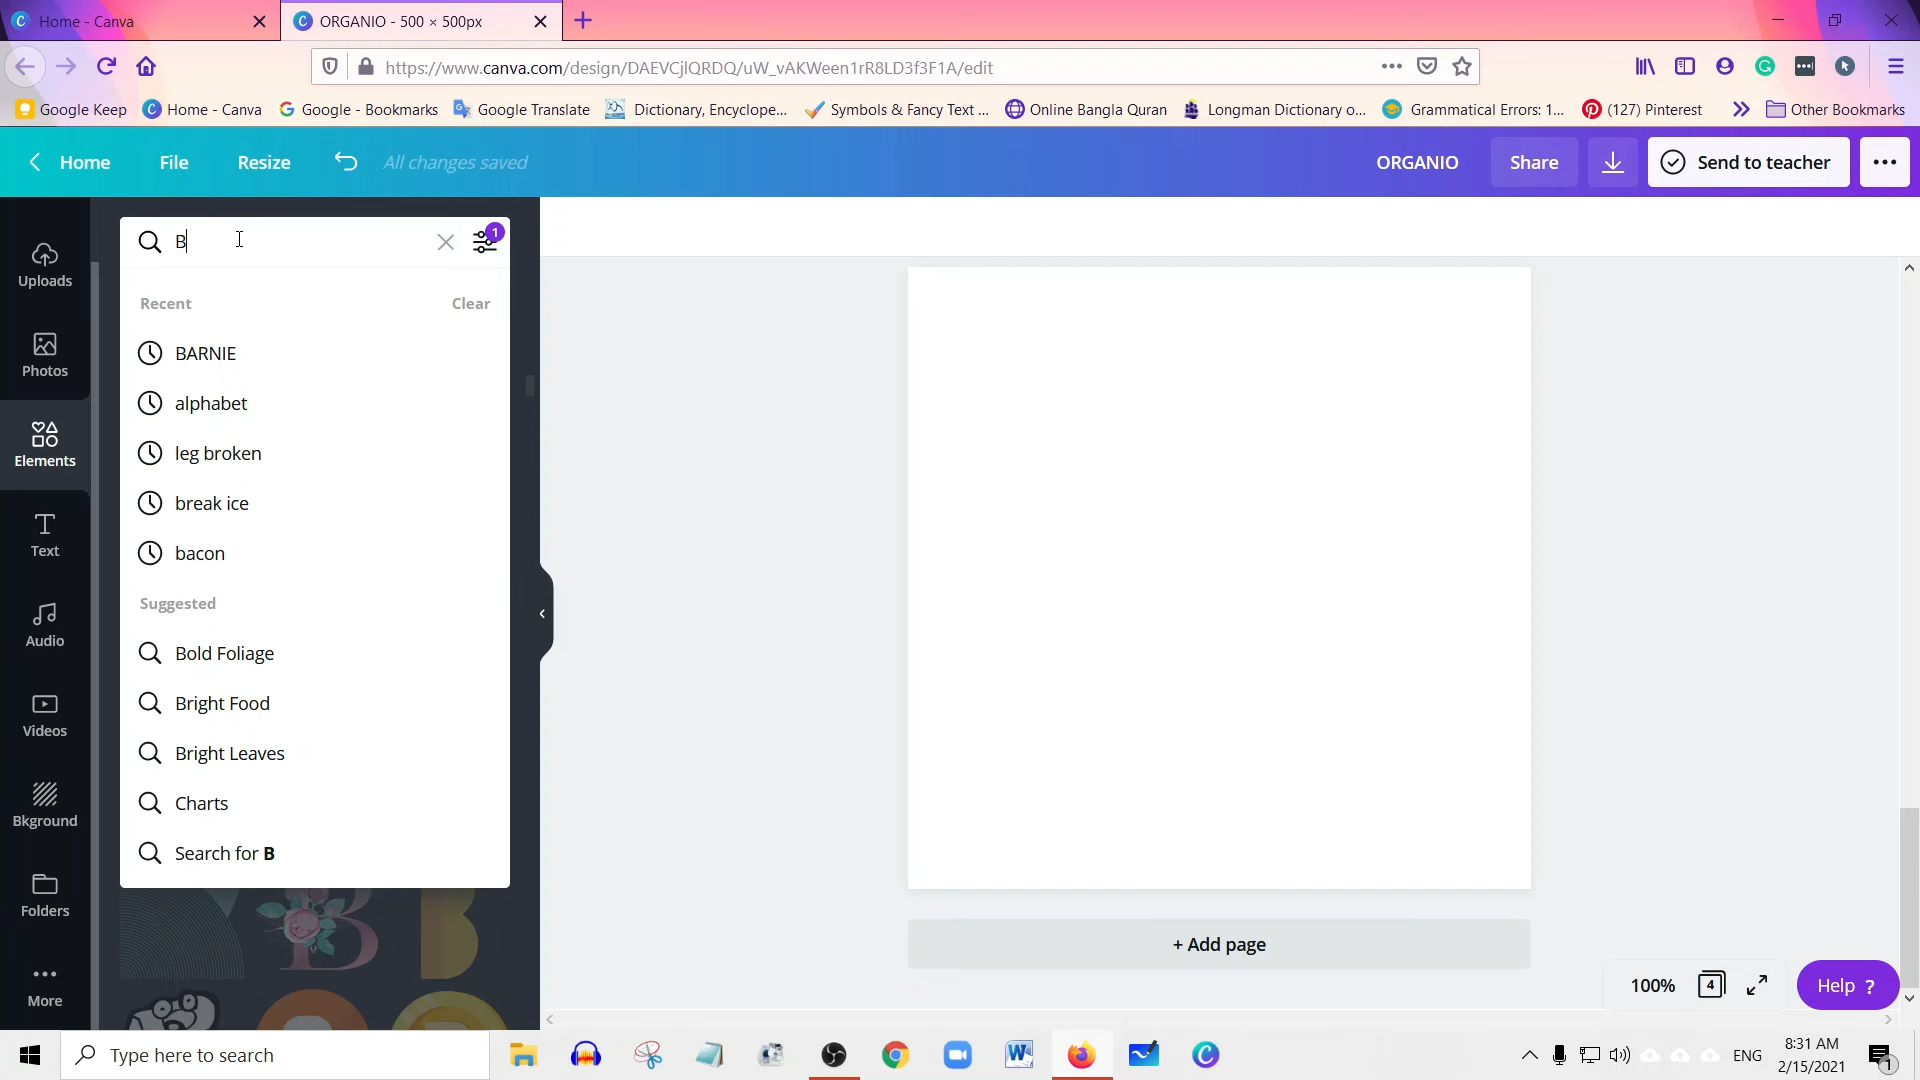 Home - Canva
ORGANIO - 500 × 500px
https://www.canva.com/design/DAEVCjlQRDQ/uW_vAKWeen1rR8LD3f3F1A/edit
Google Keep
Home - Canva
Google - Bookmarks
Google Translate
Dictionary, Encyclope...
Symbols & Fancy Text ...
Online Bangla Quran
Longman Dictionary o...
Grammatical Errors: 1...
(127) Pinterest
Other Bookmarks
Home
File
Resize
All changes saved
ORGANIO
Share
Send to teacher
Uploads
Photos
Elements
Text
Audio
Videos
Bkground
Folders
More
B
1
Recent
Clear
BARNIE
alphabet
leg broken
break ice
bacon
Suggested
Bold Foliage
Bright Food
Bright Leaves
Charts
Search for B
B
B
+ Add page
100%
4
Help ?
Type here to search
ENG
8:31 AM
2/15/2021
1